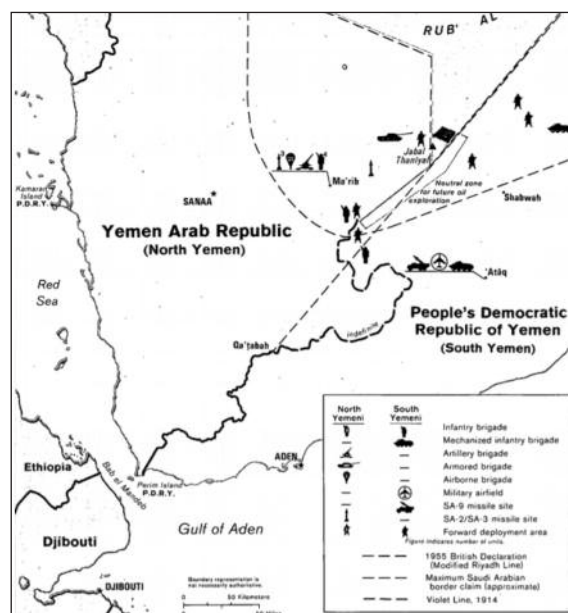 RUB' AL
Jabal
Thaniyah
Ma'rib
Neutral zone
for future oil
exploration
Shabwah
SANAA
Kamaran
Island
P.D.R.Y.
Yemen Arab Republic
(North Yemen)
Red
Sea
'Atāq
People's Democratic
Republic of Yemen
(South Yemen)
indefinite
Qa'tabah
North
Yemeni
South
Yemeni
Infantry brigade
Mechanized infantry brigade
Artillery brigade
Armored brigade
Airborne brigade
Military airfield
SA-9 missile site
SA-2/SA-3 missile site
Forward deployment area
Figure indicates number of units.
1955 British Declaration
(Modified Riyadh Line)
Maximum Saudi Arabian
border claim (approximate)
Violet Line, 1914
ADEN
Ethiopia
Bab el Mandeb
Perim Island
P.D.R.Y.
Gulf of Aden
Djibouti
DJIBOUTI
Boundary representation is
not necessarily authoritative.
0 50 Kilometers